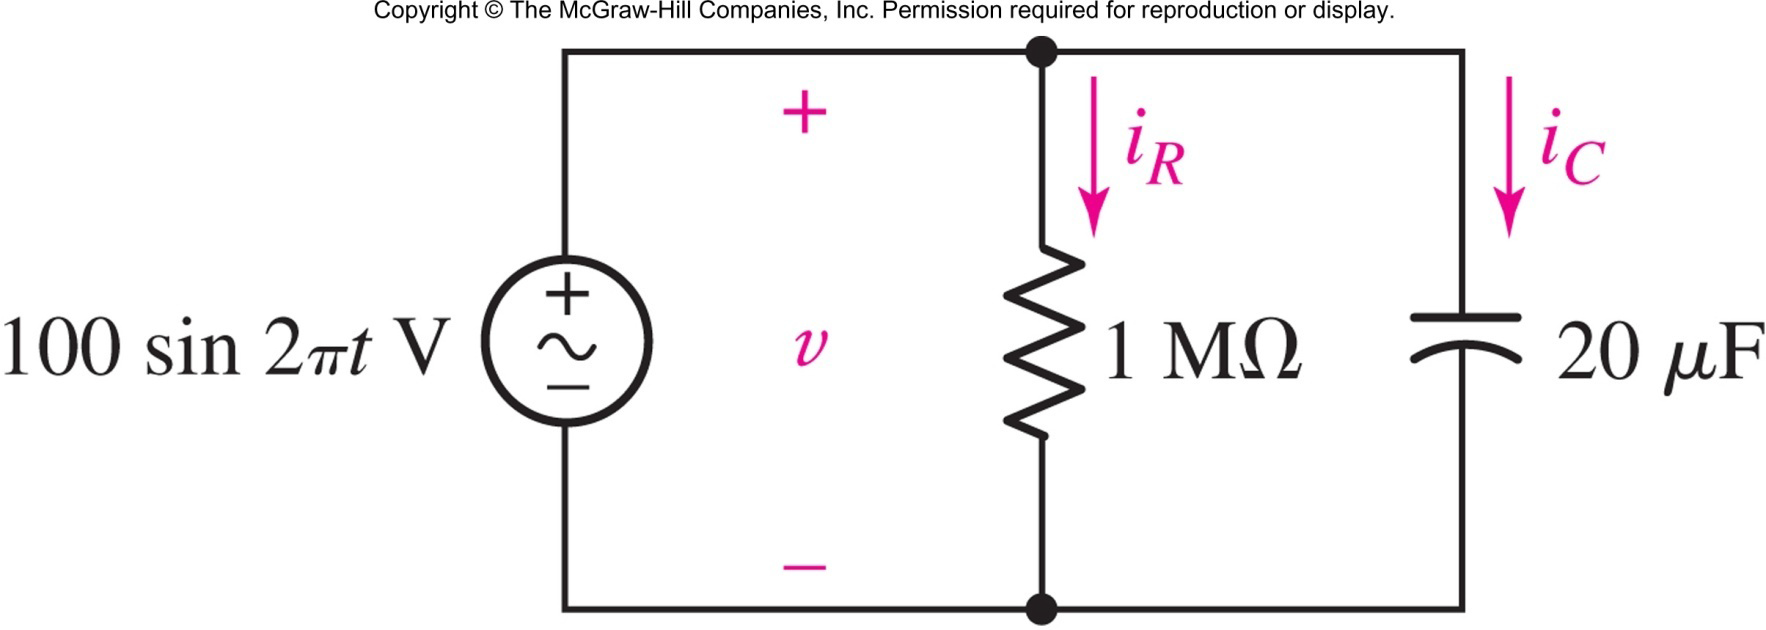 Copyright © The McGraw-Hill Companies, Inc. Permission required for reproduction or display.
+
i_R
i_C
100 sin 2πt V
+
−
v
1 MΩ
20 μF
−